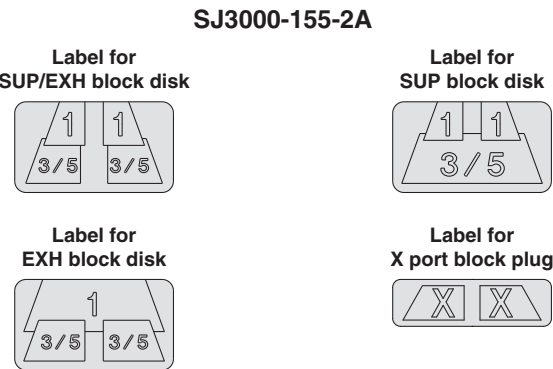 SJ3000-155-2A
Label for
SUP/EXH block disk
1 1
3/5 3/5
Label for
SUP block disk
1 1
3/5
Label for
EXH block disk
1
3/5 3/5
Label for
X port block plug
X X